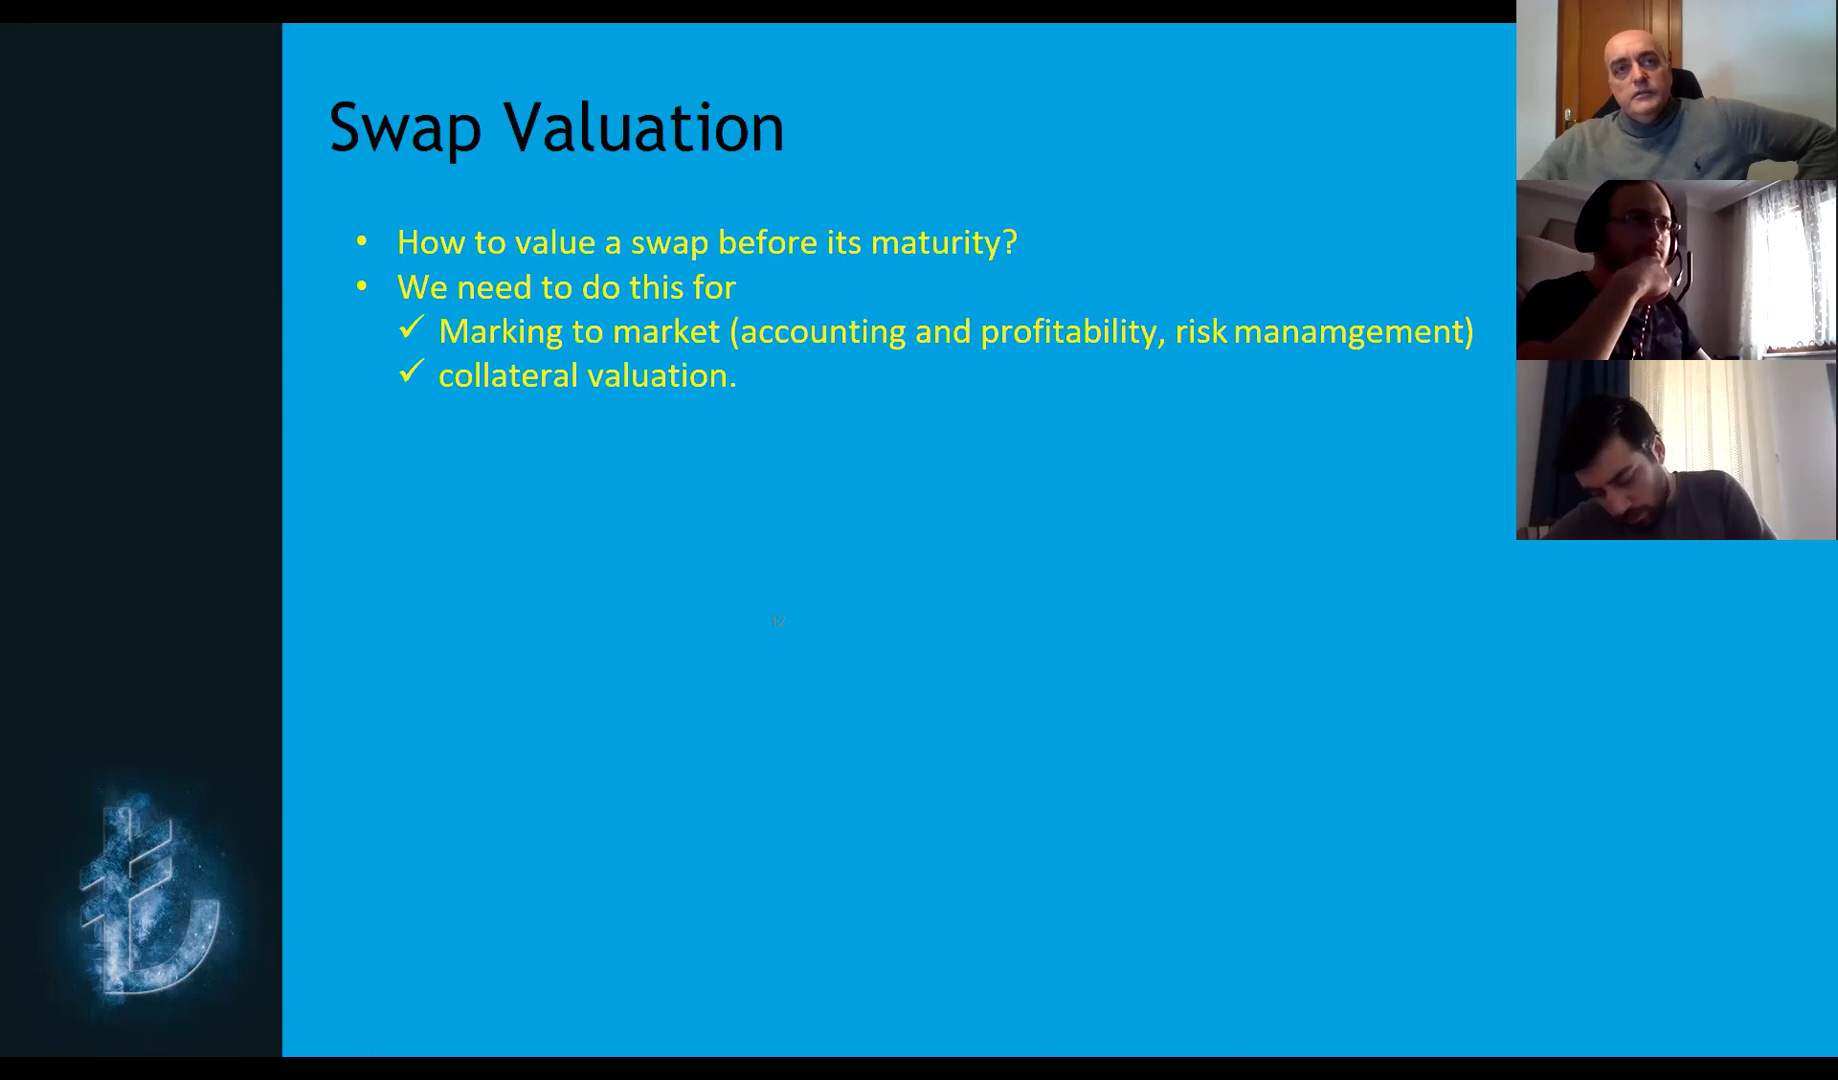 Swap Valuation
• How to value a swap before its maturity?
• We need to do this for
✓ Marking to market (accounting and profitability, risk manamgement)
✓ collateral valuation.
12